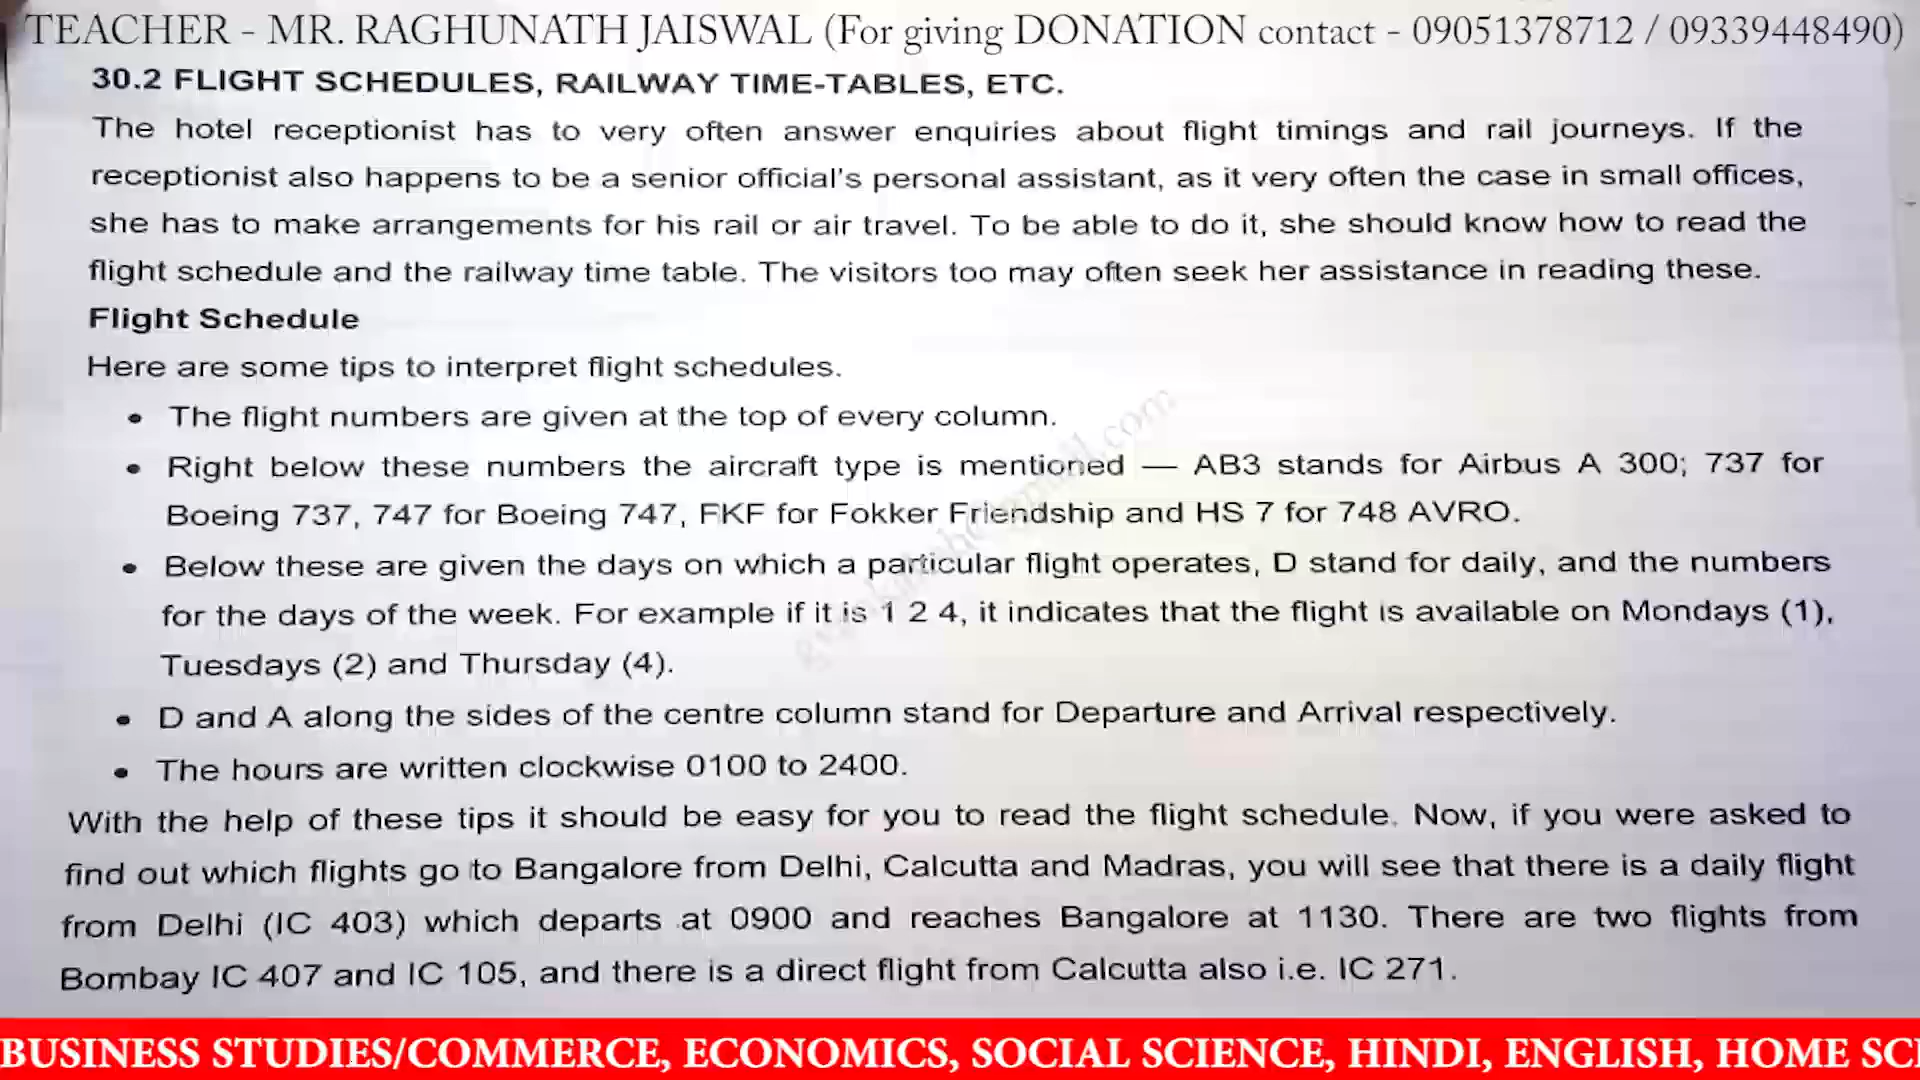 TEACHER - MR. RAGHUNATH JAISWAL (For giving DONATION contact - 09051378712 / 09339448490)
30.2 FLIGHT SCHEDULES, RAILWAY TIME-TABLES, ETC.
The hotel receptionist has to very often answer enquiries about flight timings and rail journeys. If the
receptionist also happens to be a senior official's personal assistant, as it very often the case in small offices,
she has to make arrangements for his rail or air travel. To be able to do it, she should know how to read the
flight schedule and the railway time table. The visitors too may often seek her assistance in reading these.
Flight Schedule
Here are some tips to interpret flight schedules.
• The flight numbers are given at the top of every column.
• Right below these numbers the aircraft type is mentioned — AB3 stands for Airbus A 300; 737 for
Boeing 737, 747 for Boeing 747, FKF for Fokker Friendship and HS 7 for 748 AVRO.
• Below these are given the days on which a particular flight operates, D stand for daily, and the numbers
for the days of the week. For example if it is 1 2 4, it indicates that the flight is available on Mondays (1),
Tuesdays (2) and Thursday (4).
• D and A along the sides of the centre column stand for Departure and Arrival respectively.
• The hours are written clockwise 0100 to 2400.
With the help of these tips it should be easy for you to read the flight schedule. Now, if you were asked to
find out which flights go to Bangalore from Delhi, Calcutta and Madras, you will see that there is a daily flight
from Delhi (IC 403) which departs at 0900 and reaches Bangalore at 1130. There are two flights from
Bombay IC 407 and IC 105, and there is a direct flight from Calcutta also i.e. IC 271.
BUSINESS STUDIES/COMMERCE, ECONOMICS, SOCIAL SCIENCE, HINDI, ENGLISH, HOME SCI